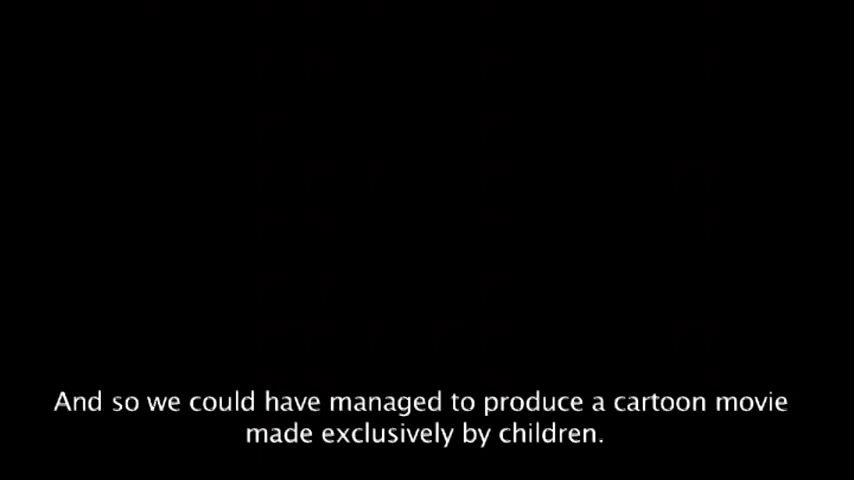 And so we could have managed to produce a cartoon movie
made exclusively by children.